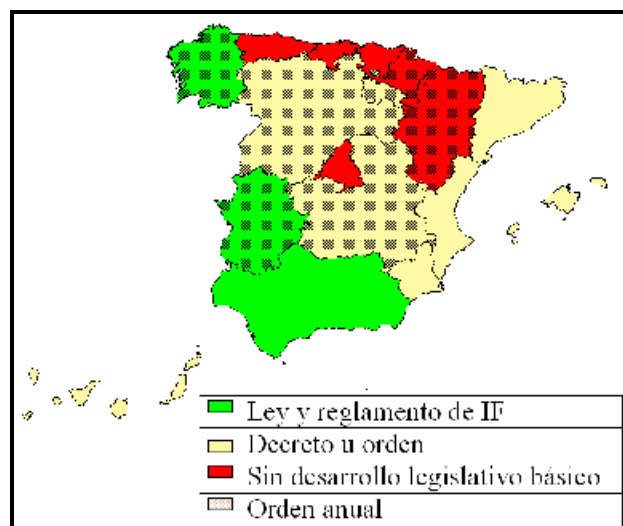 Ley y reglamento de IF
Decreto u orden
Sin desarrollo legislativo básico
Orden anual